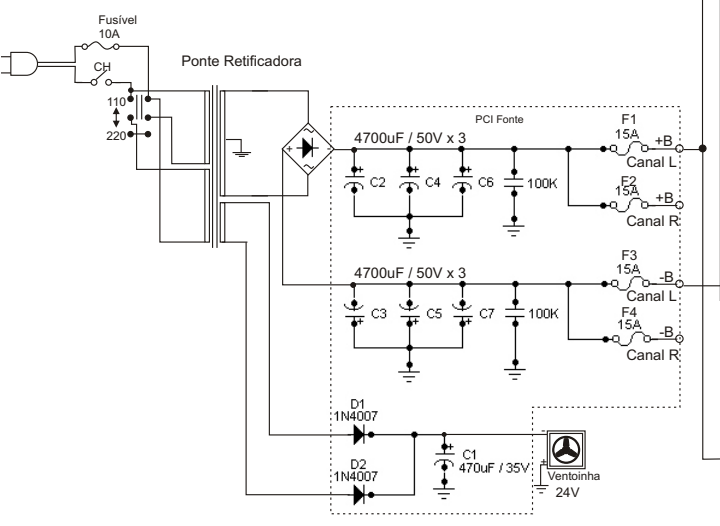 Fusível
10A
CH
110
220
Ponte Retificadora
PCI Fonte
4700uF / 50V x 3
C2
C4
C6
100K
F1
15A
+B
Canal L
F2
15A
+B
Canal R
4700uF / 50V x 3
C3
C5
C7
100K
F3
15A
-B
Canal L
F4
15A
-B
Canal R
D1
1N4007
D2
1N4007
C1
470uF / 35V
Ventoinha
24V